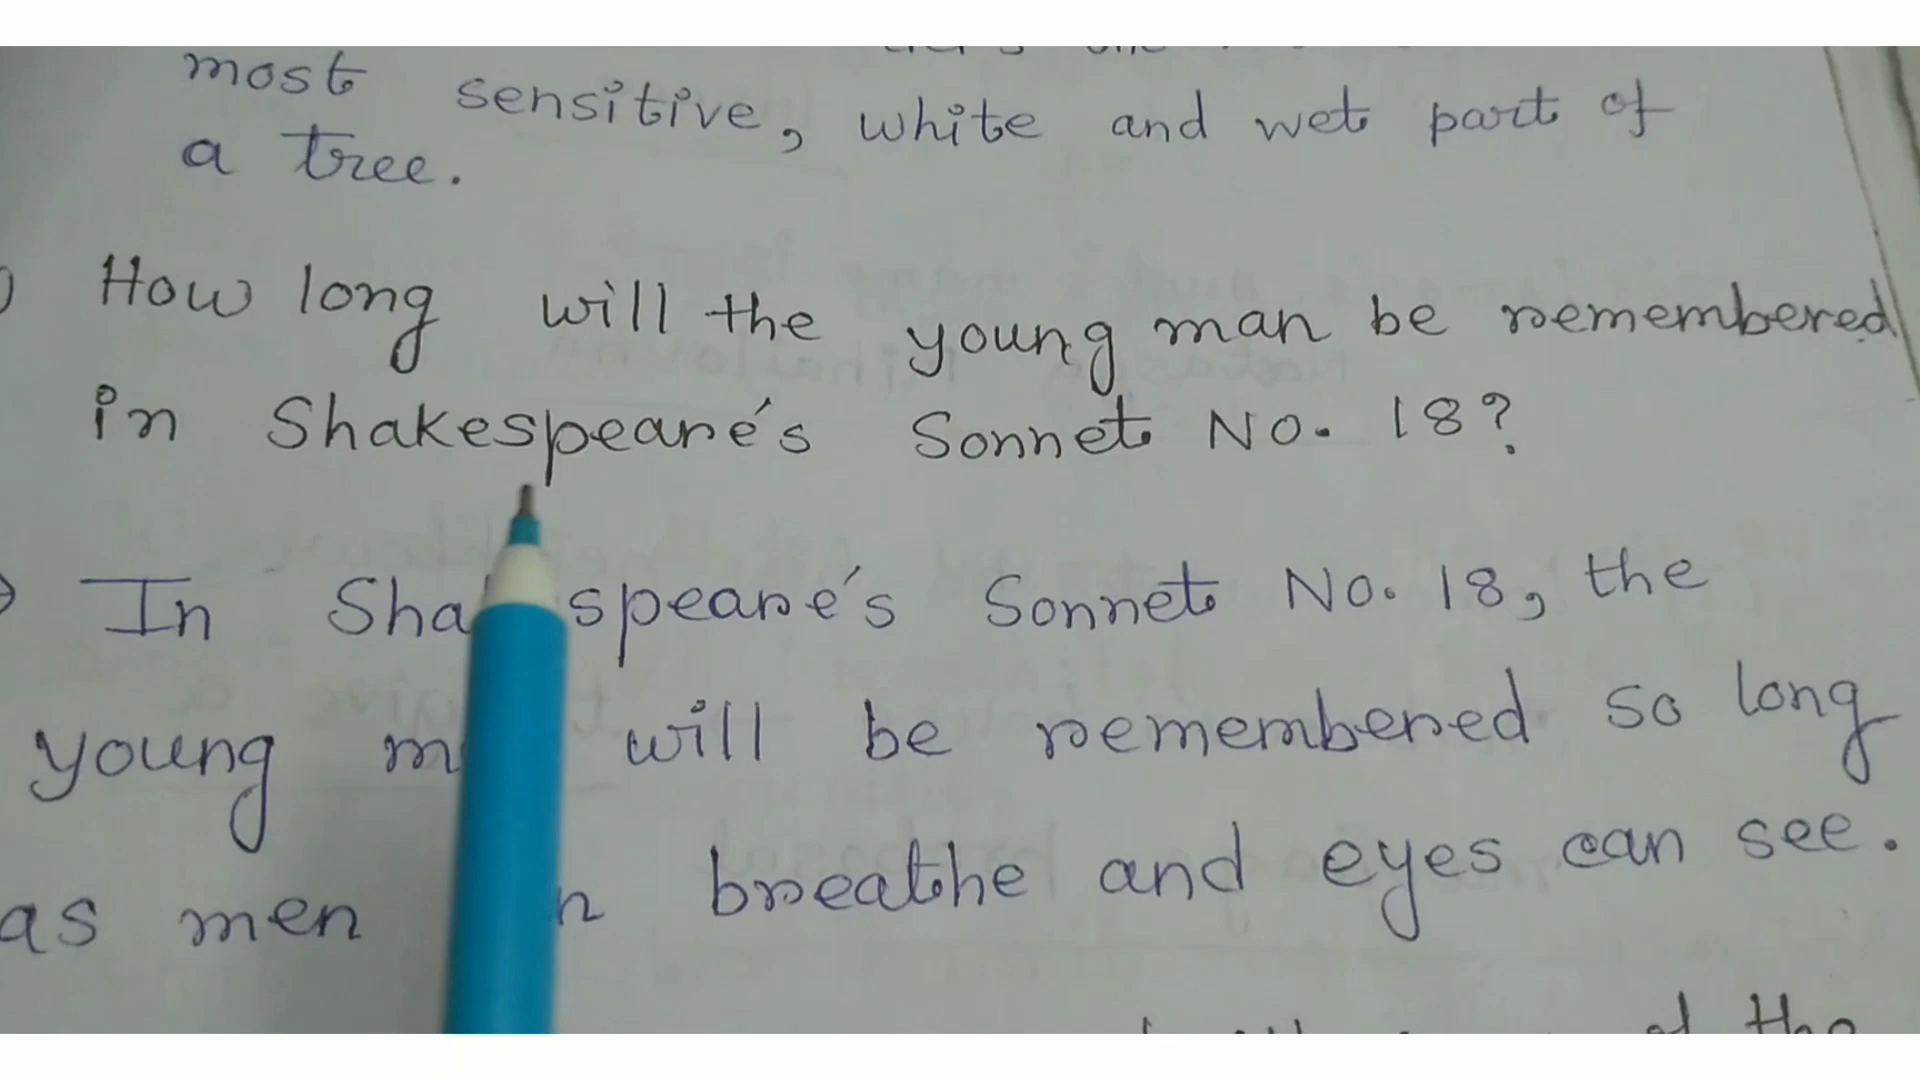 most sensitive, white and wet part of
a tree.
How long will the young man be remembered
in Shakespeare's Sonnet No. 18?
In Sha speare's Sonnet No. 18, the
young m will be remembered so long
as men n breathe and eyes can see.
the